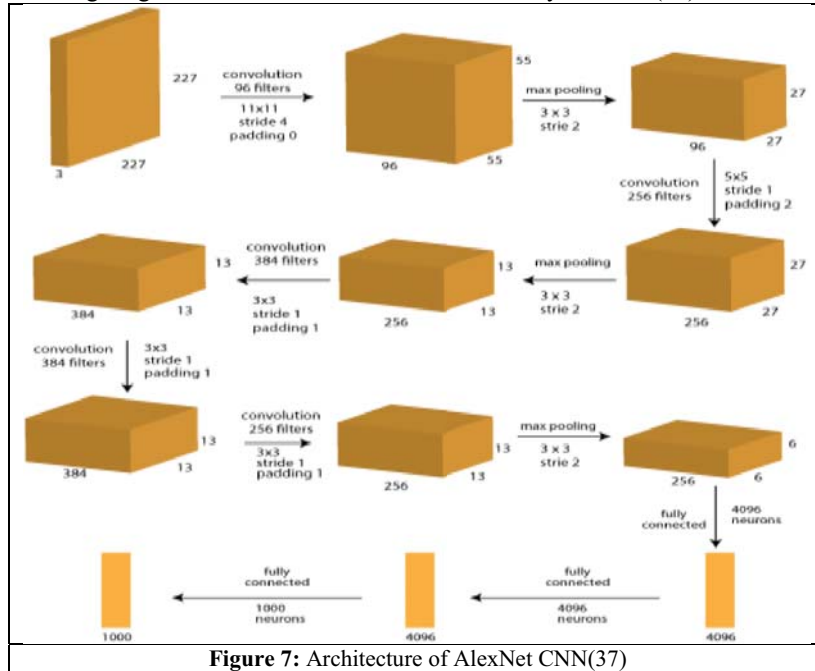 227
convolution
96 filters
11x11
stride 4
padding 0
3
227
55
96
55
max pooling
3 x 3
strie 2
27
96
27
convolution
256 filters
5x5
stride 1
padding 2
27
256
27
max pooling
3 x 3
strie 2
13
256
13
convolution
384 filters
3x3
stride 1
padding 1
13
384
13
convolution
384 filters
3x3
stride 1
padding 1
13
384
13
convolution
256 filters
3x3
stride 1
padding 1
13
256
13
max pooling
3 x 3
strie 2
6
256
6
fully
connected
4096
neurons
4096
fully
connected
4096
neurons
4096
fully
connected
1000
neurons
1000
Figure 7: Architecture of AlexNet CNN(37)